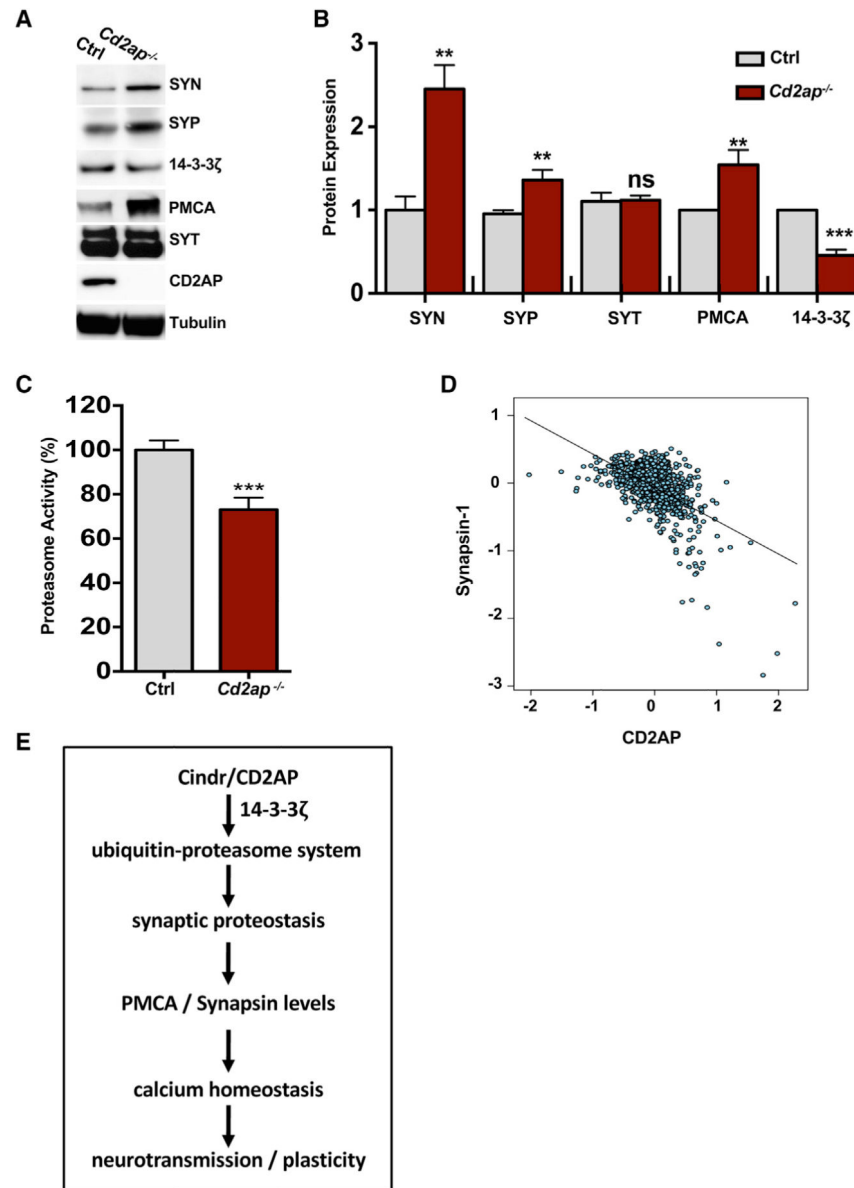 A
Ctrl
Cd2ap-/-
SYN
SYP
14-3-3ζ
PMCA
SYT
CD2AP
Tubulin
B
Protein Expression
3
2
1
0
**
**
ns
**
***
Ctrl
Cd2ap-/-
SYN SYP SYT PMCA 14-3-3ζ
C
Proteasome Activity (%)
120
100
80
60
40
20
0
***
Ctrl Cd2ap -/-
D
Synapsin-1
1
0
-1
-2
-3
-2 -1 0 1 2
CD2AP
E
Cindr/CD2AP
14-3-3ζ
ubiquitin-proteasome system
synaptic proteostasis
PMCA / Synapsin levels
calcium homeostasis
neurotransmission / plasticity